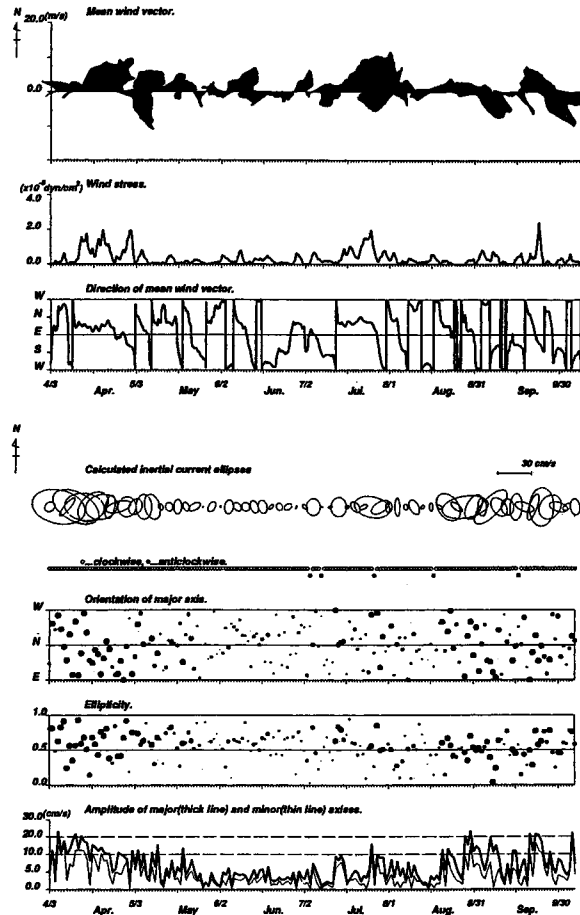 N
Mean wind vector.
20.0(m/s)
0.0
(x10⁻⁵dyn/cm²) Wind stress.
4.0
2.0
0.0
Direction of mean wind vector.
W
N
E
S
W
4/3 5/3 6/2 7/2 8/1 8/31 9/30
Apr. May Jun. Jul. Aug. Sep.
N
Calculated inertial current ellipses
30 cm/s
o...clockwise, •...anticlockwise.
Orientation of major axis.
W
N
E
Ellipticity.
1.0
0.5
0.0
Amplitude of major(thick line) and minor(thin line) axises.
30.0(cm/s)
20.0
10.0
5.0
0.0
4/3 5/3 6/2 7/2 8/1 8/31 9/30
Apr. May Jun. Jul. Aug. Sep.